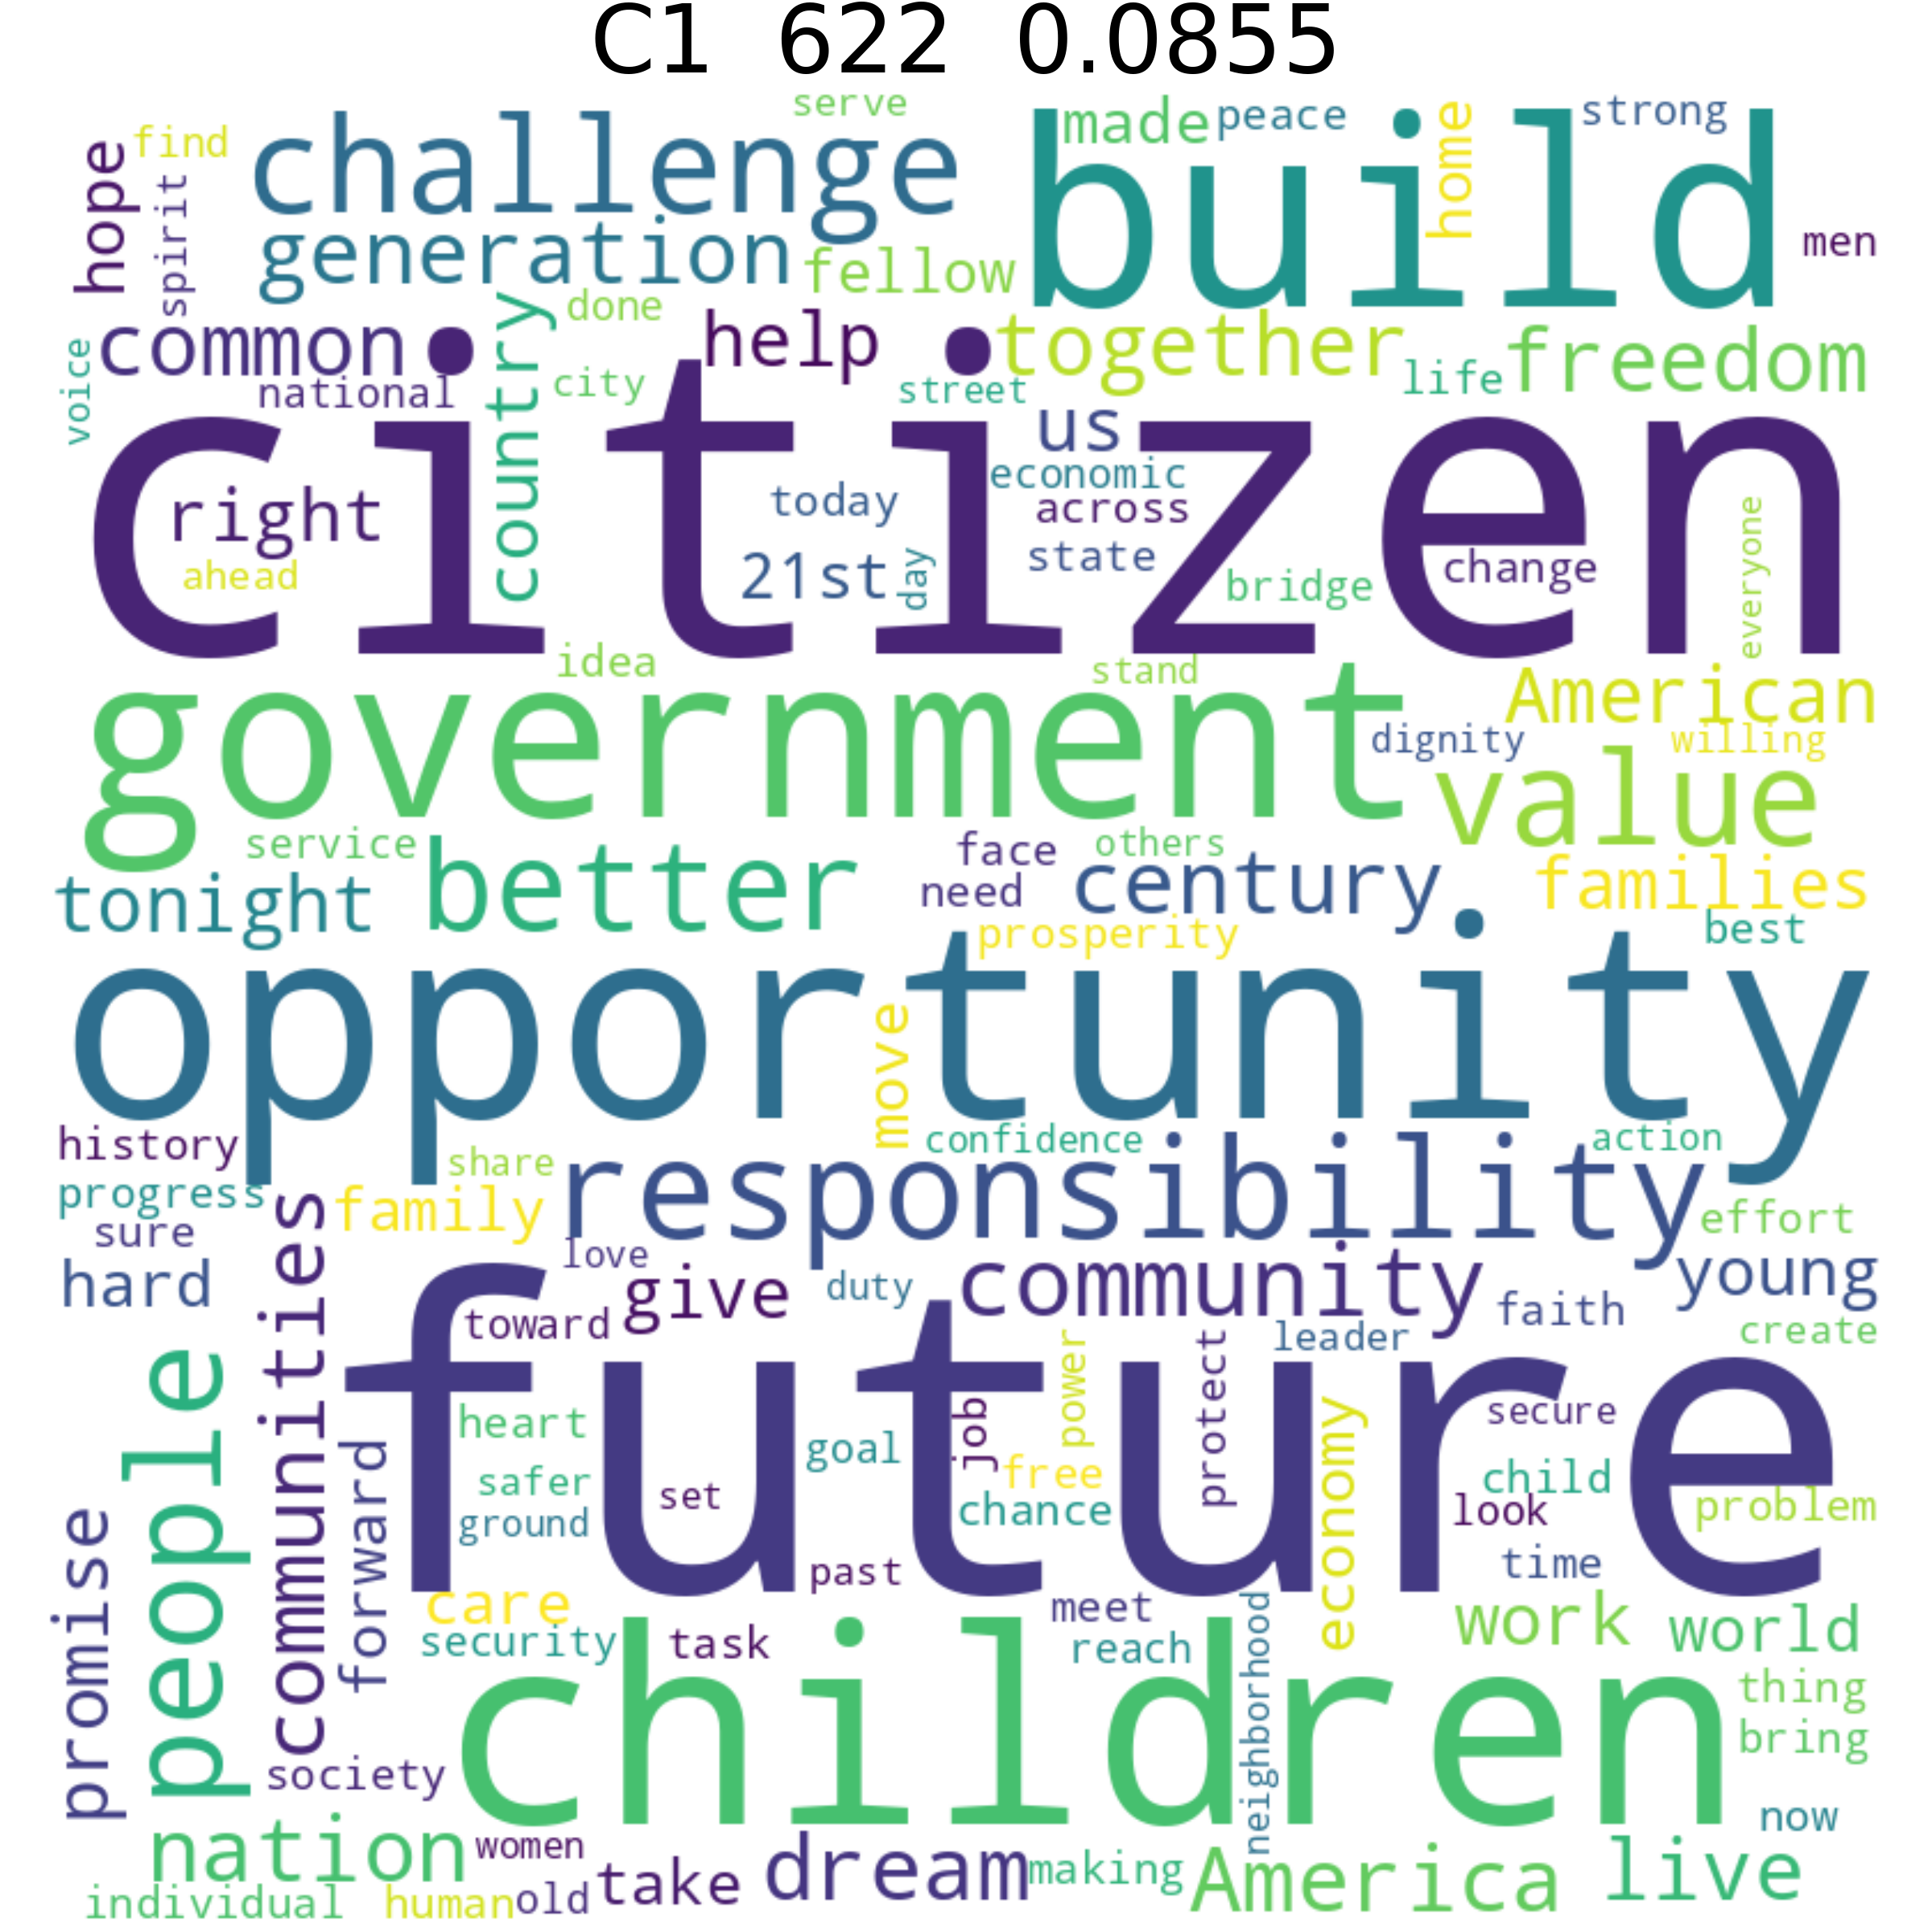 C1 622 0.0855
serve
find
hope
spirit
challenge
made
peace
home
strong
build
men
generation
fellow
country
done
common
help
together
freedom
voice
national
city
street
life
us
citizen
economic
right
today
across
ahead
21st
day
state
bridge
change
everyone
idea
stand
American
government
dignity
willing
value
service
better
face
others
tonight
need
century
families
prosperity
best
opportunity
move
history
confidence
action
share
responsibility
progress
family
effort
sure
communities
love
hard
give
duty
community
young
toward
faith
leader
create
people
future
power
protect
job
economy
secure
heart
goal
forward
safer
free
child
set
chance
look
problem
promise
ground
past
time
care
meet
neighborhood
work
world
security
task
reach
children
thing
bring
society
now
nation
women
take
dream
making
America
live
individual
human
old